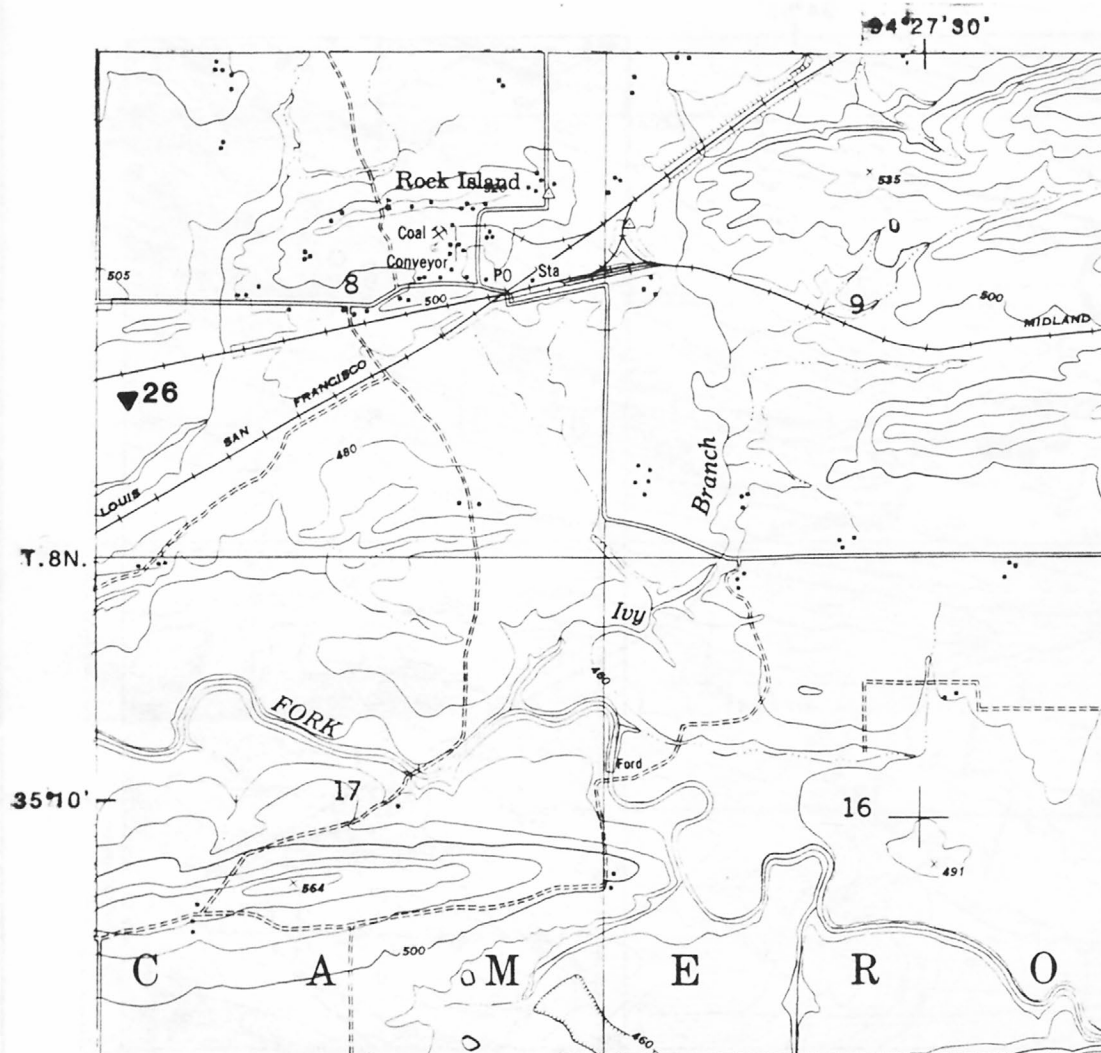 94°27'30"
Rock Island
520
535
Coal
Conveyor
PO
Sta
505
8
500
9
500
MIDLAND
26
FRANCISCO
SAN
LOUIS
480
Branch
T.8N.
Ivy
460
FORK
Ford
35°10'
17
16
564
491
500
C A M E R O
460